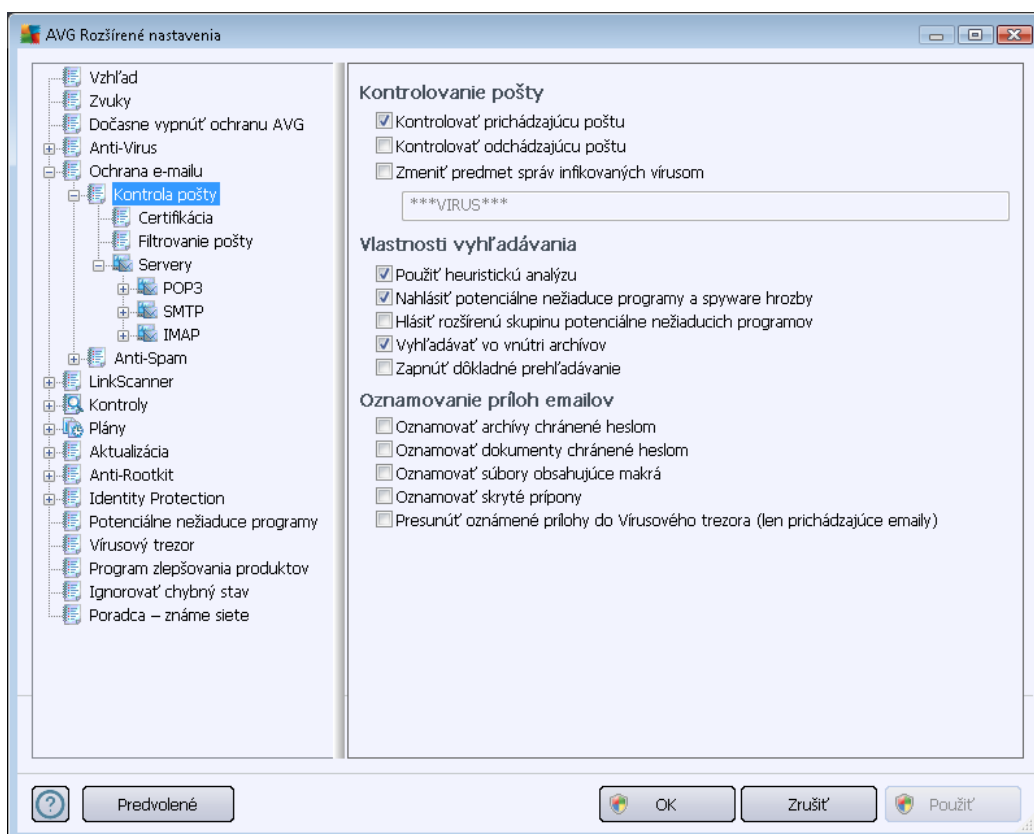 AVG Rozšírené nastavenia
Vzhľad
Zvuky
Dočasne vypnúť ochranu AVG
Anti-Virus
Ochrana e-mailu
Kontrola pošty
Certifikácia
Filtrovanie pošty
Servery
POP3
SMTP
IMAP
Anti-Spam
LinkScanner
Kontroly
Plány
Aktualizácia
Anti-Rootkit
Identity Protection
Potenciálne nežiaduce programy
Vírusový trezor
Program zlepšovania produktov
Ignorovať chybný stav
Poradca – známe siete
Kontrolovanie pošty
Kontrolovať prichádzajúcu poštu
Kontrolovať odchádzajúcu poštu
Zmeniť predmet správ infikovaných vírusom
***VIRUS***
Vlastnosti vyhľadávania
Použiť heuristickú analýzu
Nahlásiť potenciálne nežiaduce programy a spyware hrozby
Hlásiť rozšírenú skupinu potenciálne nežiaducich programov
Vyhľadávať vo vnútri archívov
Zapnúť dôkladné prehľadávanie
Oznamovanie príloh emailov
Oznamovať archívy chránené heslom
Oznamovať dokumenty chránené heslom
Oznamovať súbory obsahujúce makrá
Oznamovať skryté prípony
Presunúť oznámené prílohy do Vírusového trezora (len prichádzajúce emaily)
Predvolené
OK
Zrušiť
Použiť